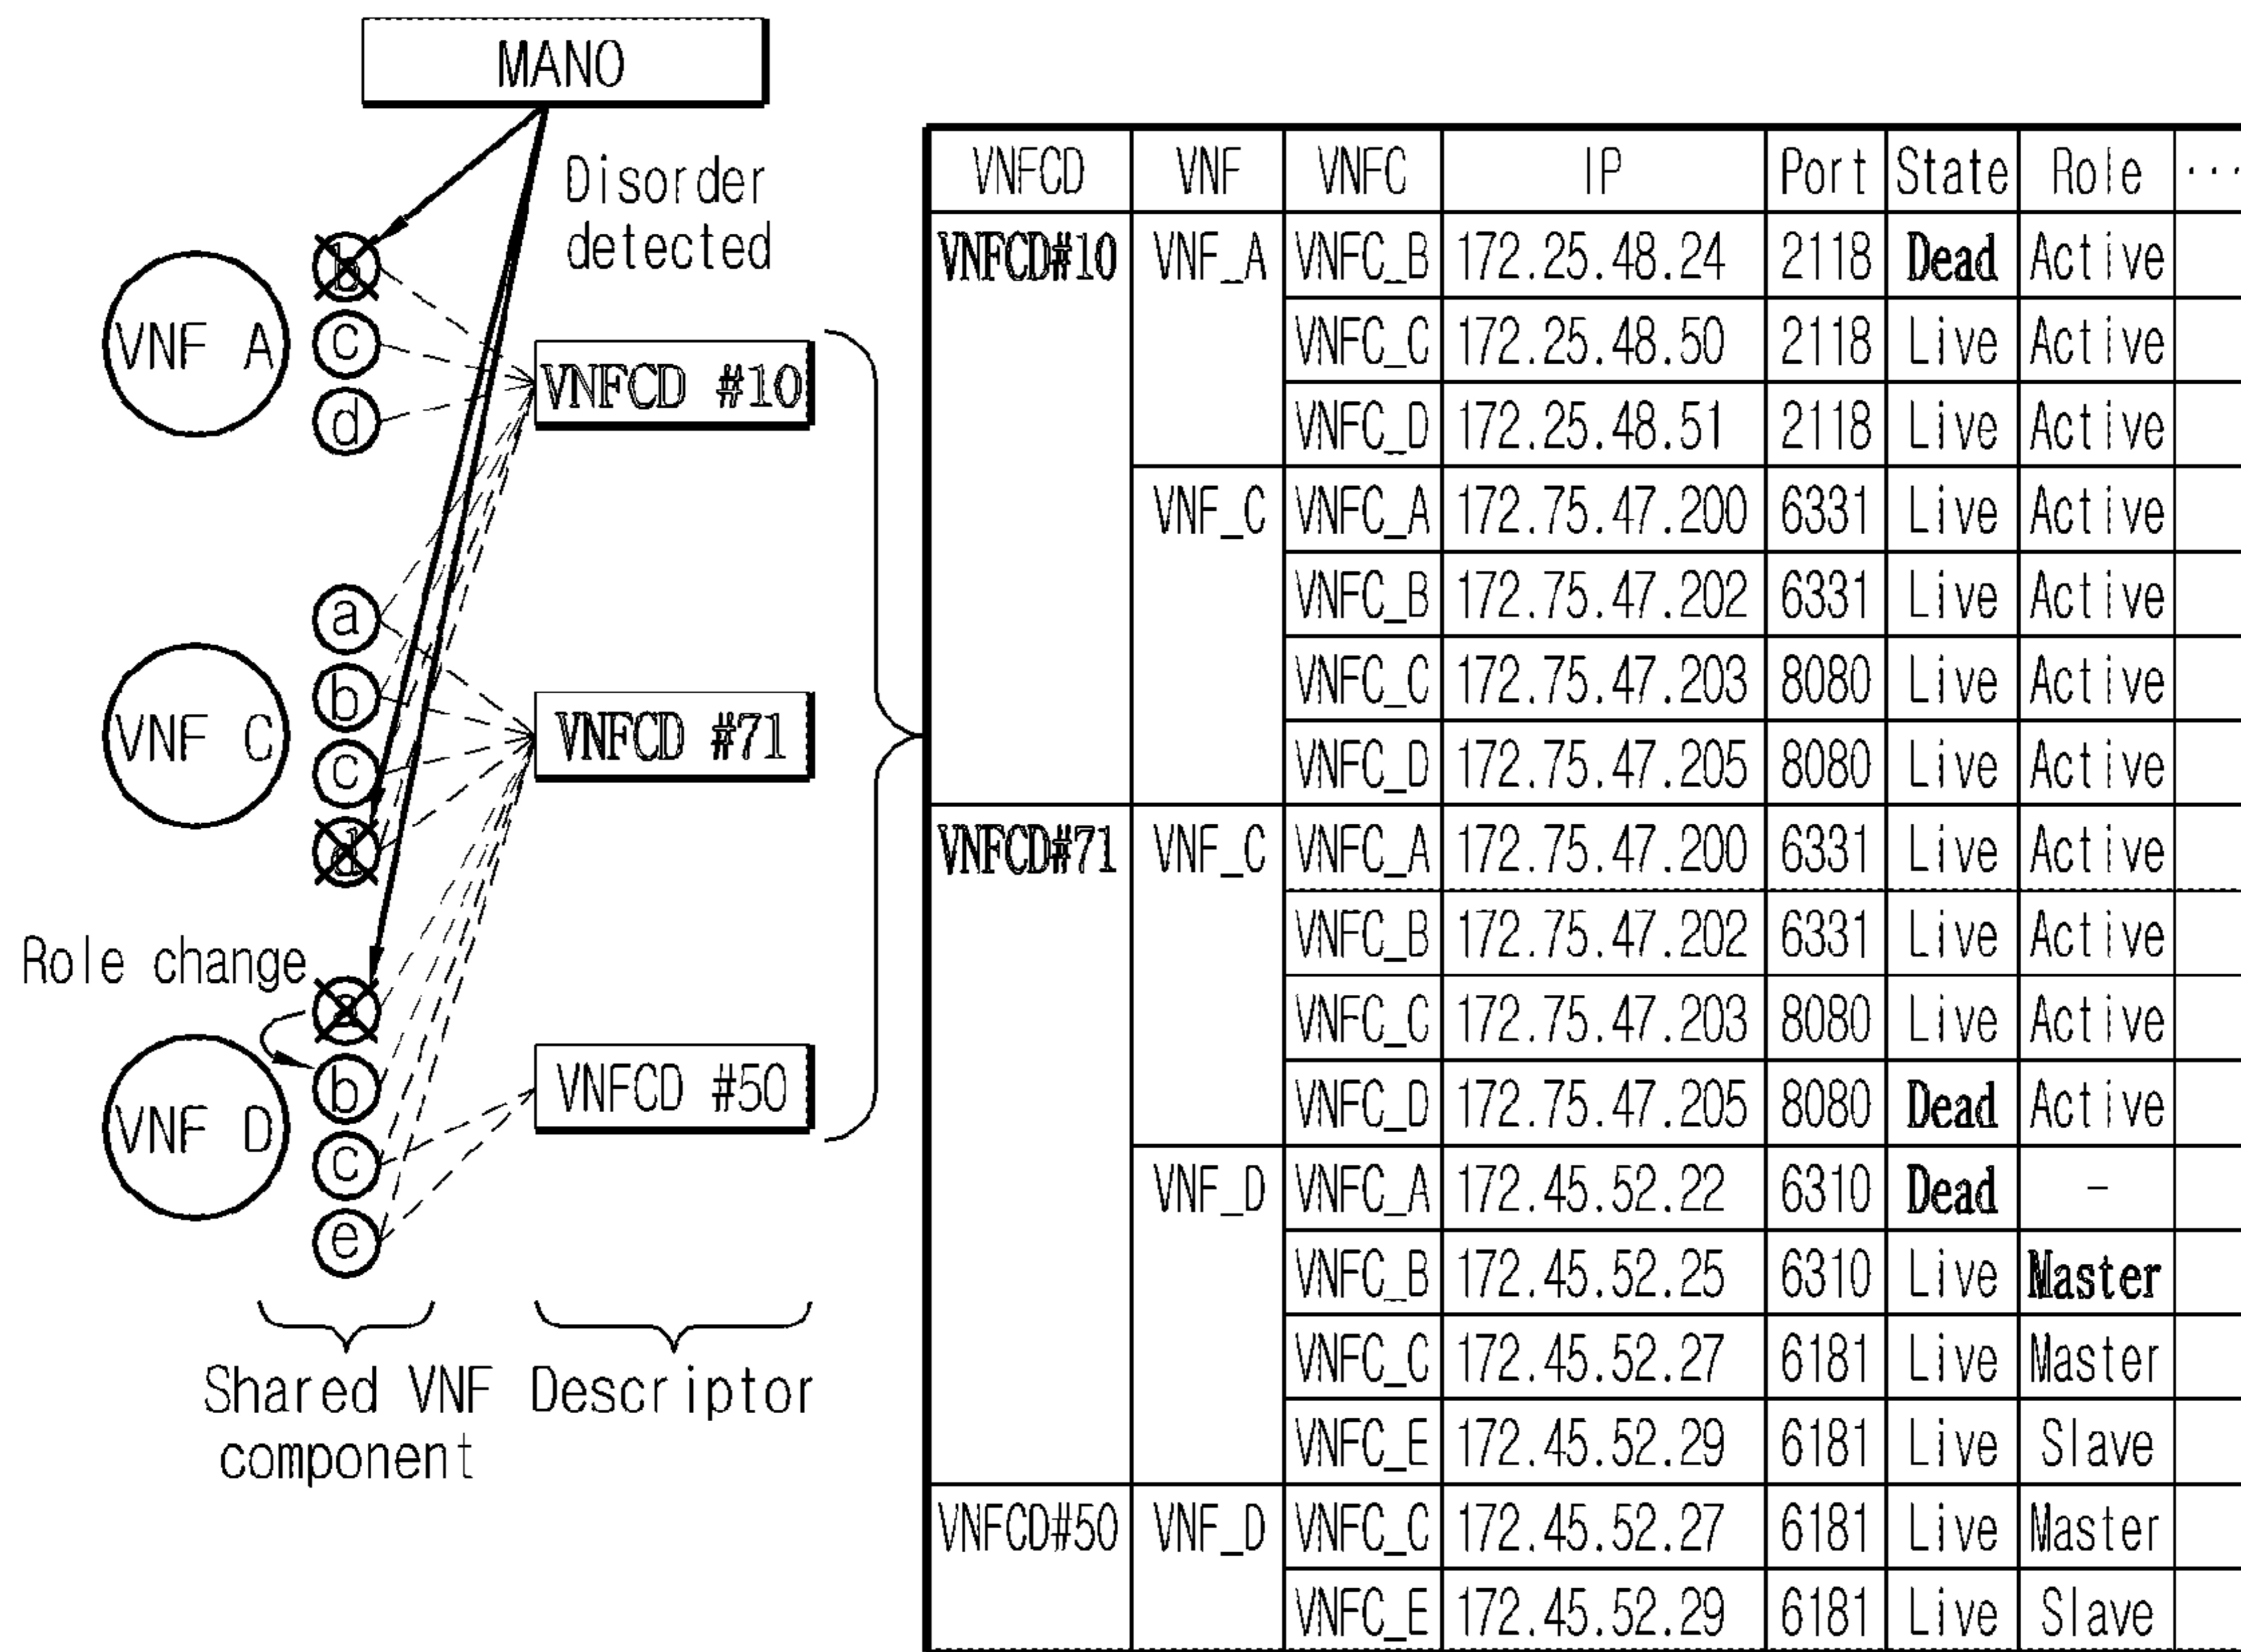 MANO
Disorder
detected
b
VNF A
c
d
VNFCD #10
a
b
VNF C
c
d
VNFCD #71
Role change
a
b
VNF D
c
e
VNFCD #50
Shared VNF
component
Descriptor
VNFCD VNF VNFC IP Port State Role ...
VNFCD#10 VNF_A VNFC_B 172.25.48.24 2118 Dead Active
VNFC_C 172.25.48.50 2118 Live Active
VNFC_D 172.25.48.51 2118 Live Active
VNF_C VNFC_A 172.75.47.200 6331 Live Active
VNFC_B 172.75.47.202 6331 Live Active
VNFC_C 172.75.47.203 8080 Live Active
VNFC_D 172.75.47.205 8080 Live Active
VNFCD#71 VNF_C VNFC_A 172.75.47.200 6331 Live Active
VNFC_B 172.75.47.202 6331 Live Active
VNFC_C 172.75.47.203 8080 Live Active
VNFC_D 172.75.47.205 8080 Dead Active
VNF_D VNFC_A 172.45.52.22 6310 Dead -
VNFC_B 172.45.52.25 6310 Live Master
VNFC_C 172.45.52.27 6181 Live Master
VNFC_E 172.45.52.29 6181 Live Slave
VNFCD#50 VNF_D VNFC_C 172.45.52.27 6181 Live Master
VNFC_E 172.45.52.29 6181 Live Slave